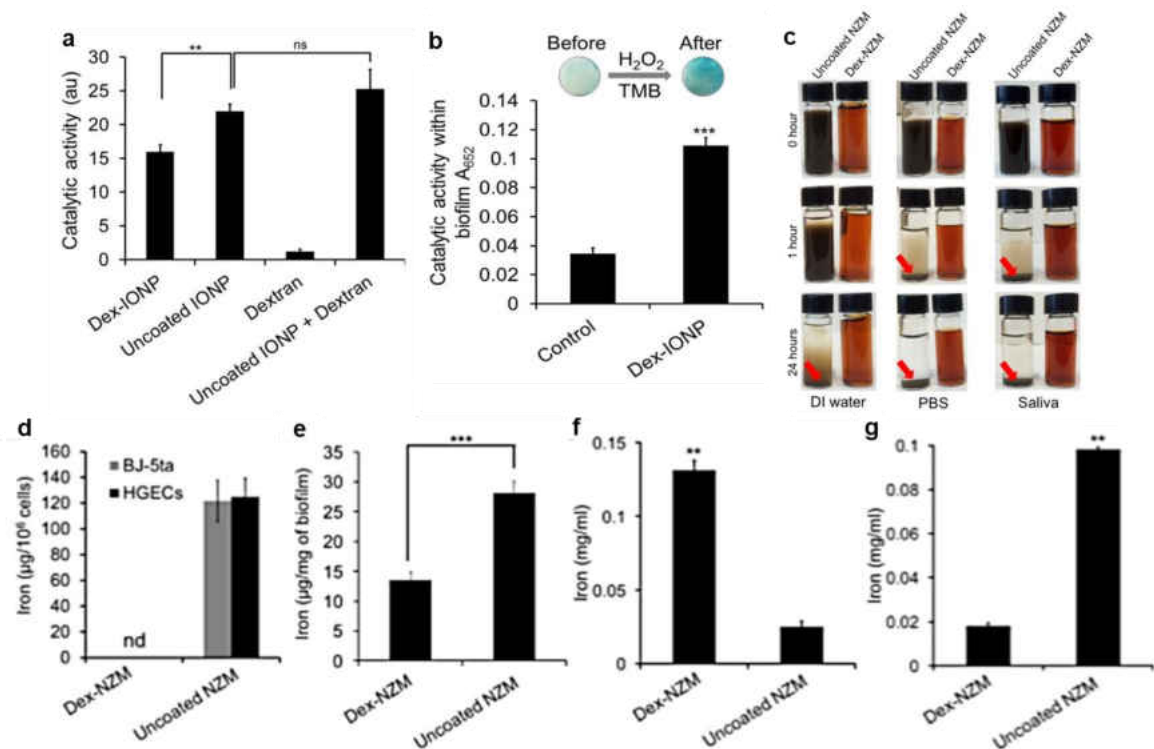 a
Catalytic activity (au)
30
25
20
15
10
5
0
**
ns
Dex-IONP
Uncoated IONP
Dextran
Uncoated IONP + Dextran
b
Before
H₂O₂
TMB
After
Catalytic activity within
biofilm A₆₅₂
0.14
0.12
0.1
0.08
0.06
0.04
0.02
0
***
Control
Dex-IONP
c
Uncoated NZM
Dex-NZM
Uncoated NZM
Dex-NZM
Uncoated NZM
Dex-NZM
0 hour
1 hour
24 hours
DI water
PBS
Saliva
d
Iron (µg/10⁶ cells)
160
140
120
100
80
60
40
20
0
BJ-5ta
HGECs
nd
Dex-NZM
Uncoated NZM
e
Iron (µg/mg of biofilm)
35
30
25
20
15
10
5
0
***
Dex-NZM
Uncoated NZM
f
Iron (mg/ml)
0.15
0.1
0.05
0
**
Dex-NZM
Uncoated NZM
g
Iron (mg/ml)
0.1
0.08
0.06
0.04
0.02
0
**
Dex-NZM
Uncoated NZM